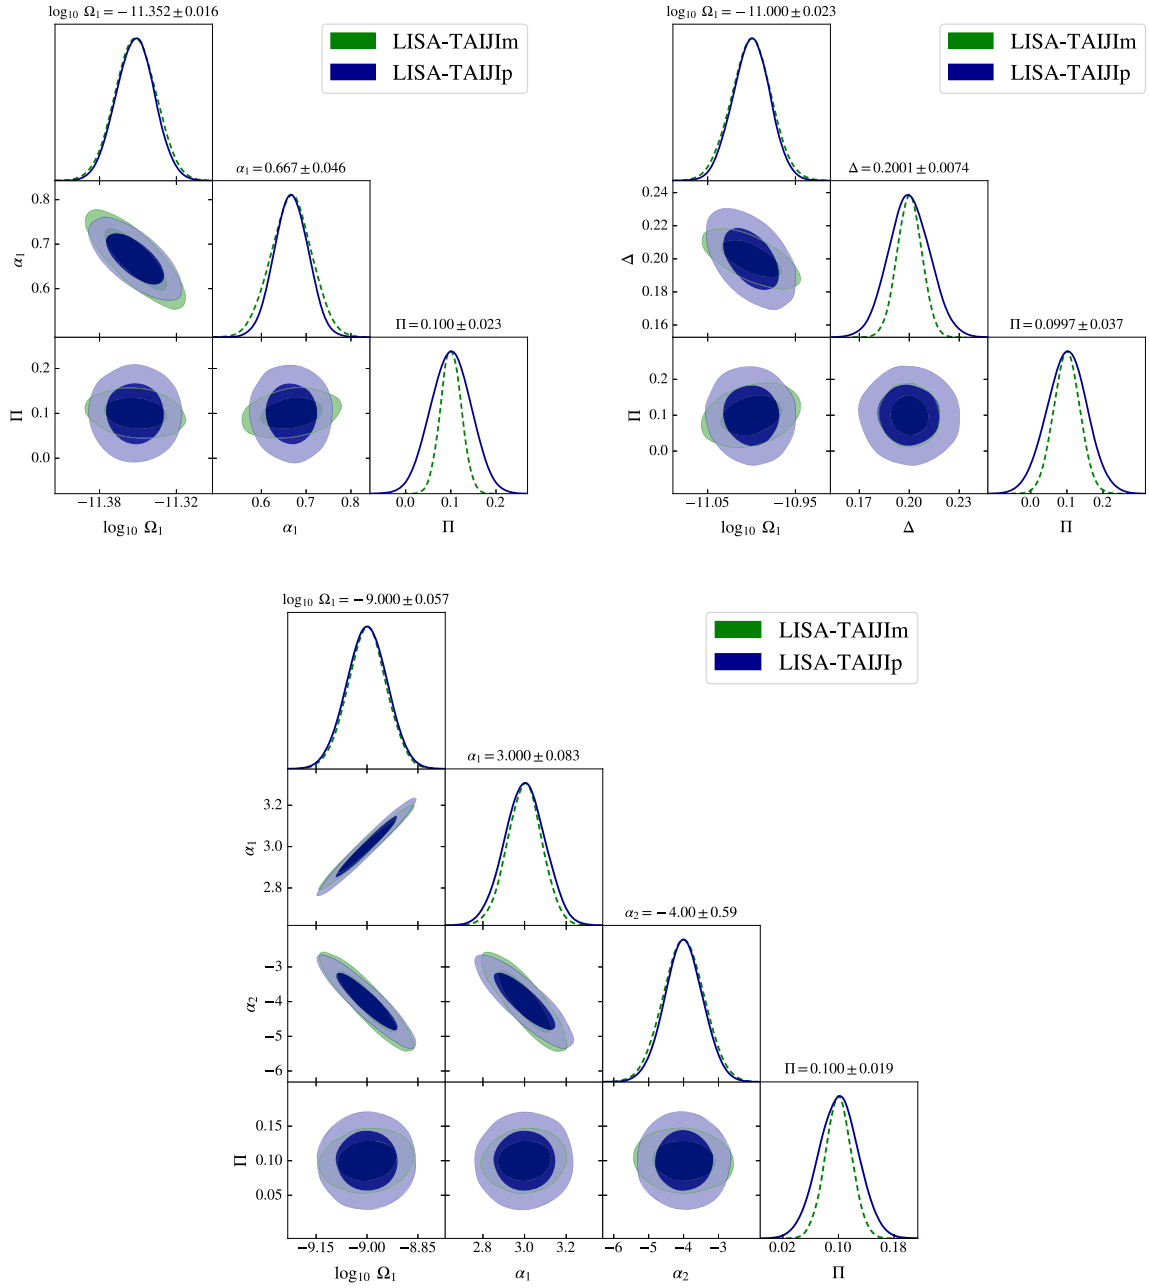 log₁₀ Ω₁ = −11.352 ± 0.016
LISA-TAIJIm
LISA-TAIJIp
α₁ = 0.667 ± 0.046
0.8
0.7
0.6
α₁
Π = 0.100 ± 0.023
0.2
0.1
0.0
Π
−11.38 −11.32
0.6 0.7 0.8
0.0 0.1 0.2
log₁₀ Ω₁
α₁
Π
log₁₀ Ω₁ = −11.000 ± 0.023
LISA-TAIJIm
LISA-TAIJIp
Δ = 0.2001 ± 0.0074
0.24
0.22
0.20
0.18
0.16
Δ
Π = 0.0997 ± 0.037
0.2
0.1
0.0
Π
−11.05 −10.95
0.17 0.20 0.23
0.0 0.1 0.2
log₁₀ Ω₁
Δ
Π
log₁₀ Ω₁ = −9.000 ± 0.057
LISA-TAIJIm
LISA-TAIJIp
α₁ = 3.000 ± 0.083
3.2
3.0
2.8
α₁
α₂ = −4.00 ± 0.59
−3
−4
−5
−6
α₂
Π = 0.100 ± 0.019
0.15
0.10
0.05
Π
−9.15 −9.00 −8.85
2.8 3.0 3.2
−6 −5 −4 −3
0.02 0.10 0.18
log₁₀ Ω₁
α₁
α₂
Π